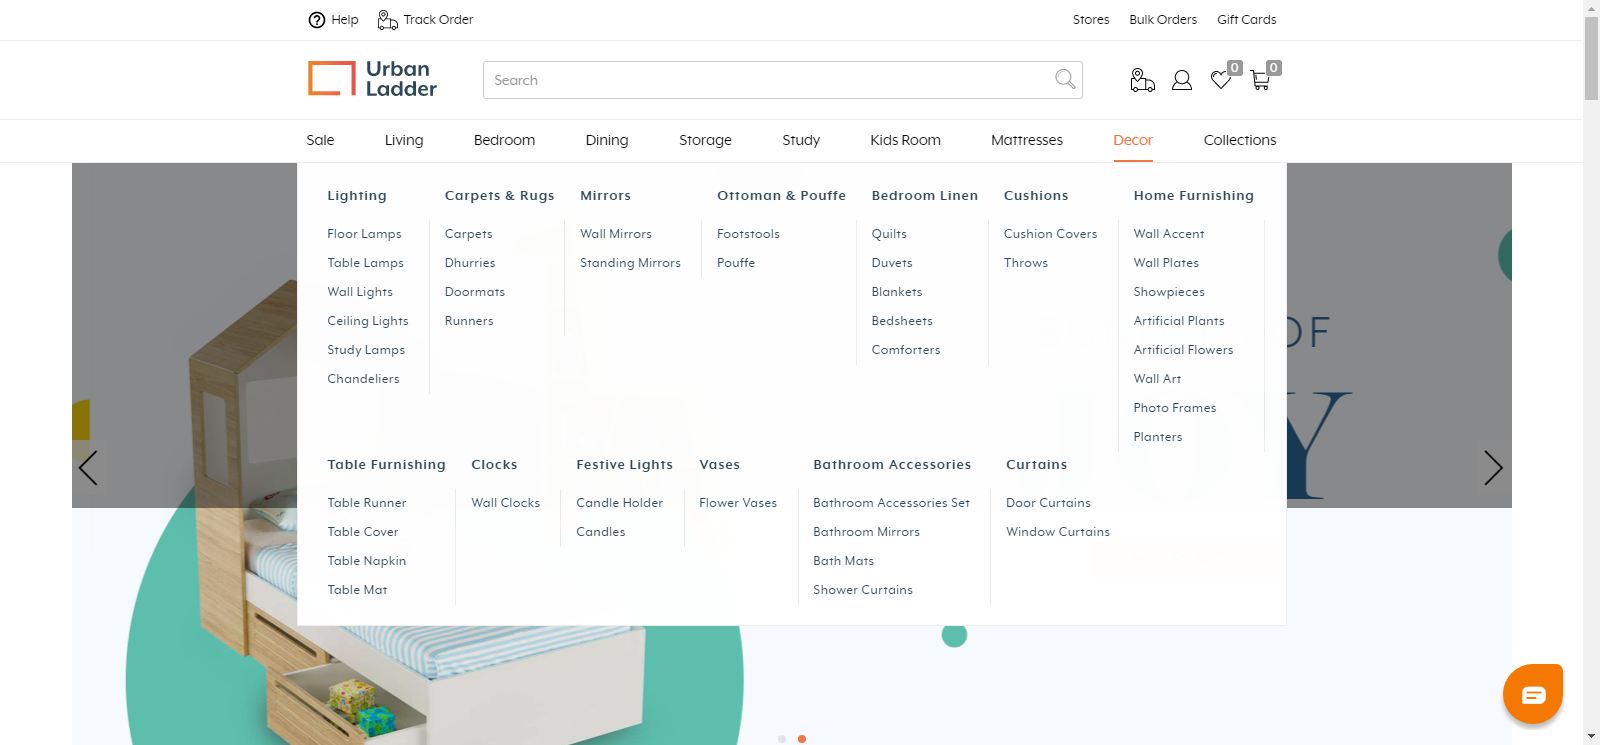 Help
Track Order
Stores
Bulk Orders
Gift Cards
Urban
Ladder
Search
0
0
Sale
Living
Bedroom
Dining
Storage
Study
Kids Room
Mattresses
Decor
Collections
Lighting
Floor Lamps
Table Lamps
Wall Lights
Ceiling Lights
Study Lamps
Chandeliers
Carpets & Rugs
Carpets
Dhurries
Doormats
Runners
Mirrors
Wall Mirrors
Standing Mirrors
Ottoman & Pouffe
Footstools
Pouffe
Bedroom Linen
Quilts
Duvets
Blankets
Bedsheets
Comforters
Cushions
Cushion Covers
Throws
Home Furnishing
Wall Accent
Wall Plates
Showpieces
Artificial Plants
Artificial Flowers
Wall Art
Photo Frames
Planters
Table Furnishing
Table Runner
Table Cover
Table Napkin
Table Mat
Clocks
Wall Clocks
Festive Lights
Candle Holder
Candles
Vases
Flower Vases
Bathroom Accessories
Bathroom Accessories Set
Bathroom Mirrors
Bath Mats
Shower Curtains
Curtains
Door Curtains
Window Curtains
OF